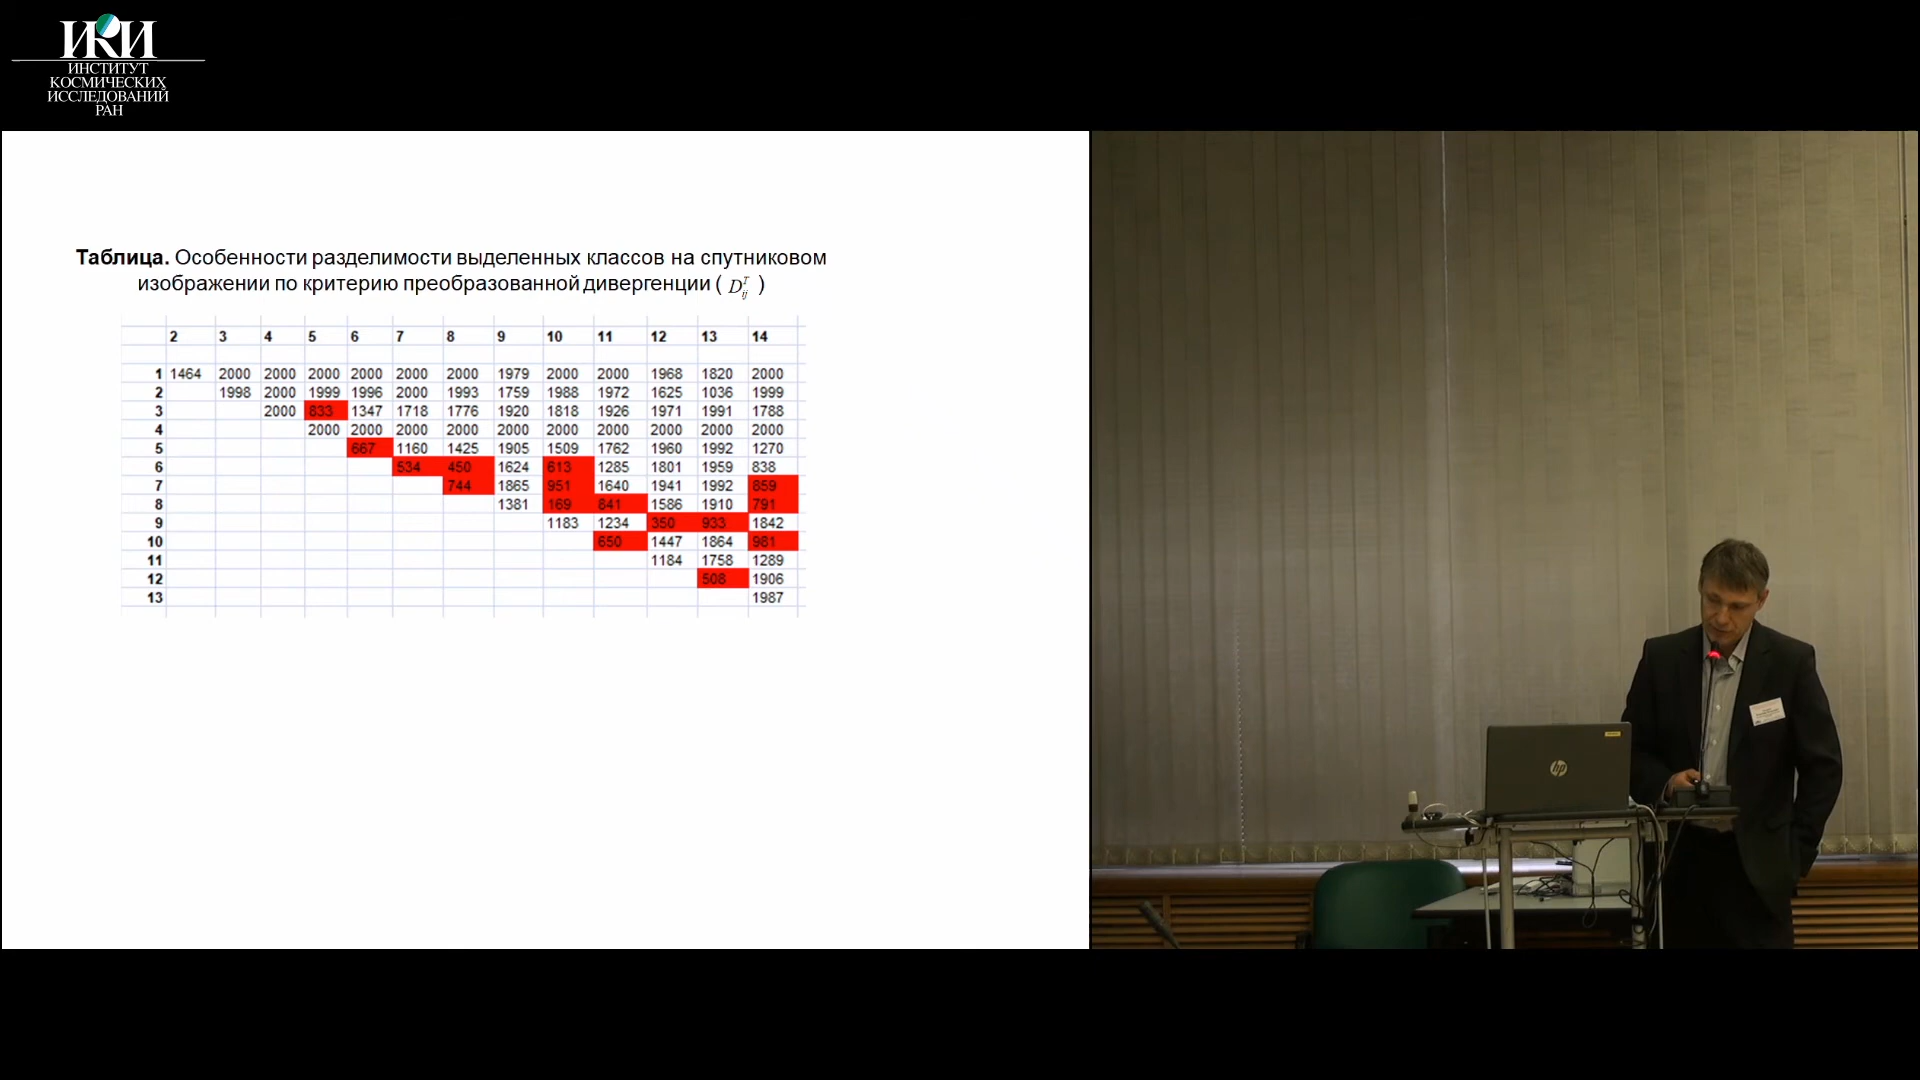 ИКИ
ИНСТИТУТ
КОСМИЧЕСКИХ
ИССЛЕДОВАНИЙ
РАН
Таблица. Особенности разделимости выделенных классов на спутниковом
изображении по критерию преобразованной дивергенции ( D^T_ij )
2 3 4 5 6 7 8 9 10 11 12 13 14
1 1464 2000 2000 2000 2000 2000 2000 1979 2000 2000 1968 1820 2000
2 1998 2000 1999 1996 2000 1993 1759 1988 1972 1625 1036 1999
3 2000 833 1347 1718 1776 1920 1818 1926 1971 1991 1788
4 2000 2000 2000 2000 2000 2000 2000 2000 2000 2000
5 667 1160 1425 1905 1509 1762 1960 1992 1270
6 534 450 1624 613 1285 1801 1959 838
7 744 1865 951 1640 1941 1992 859
8 1381 169 841 1586 1910 791
9 1183 1234 350 933 1842
10 650 1447 1864 981
11 1184 1758 1289
12 508 1906
13 1987
hp